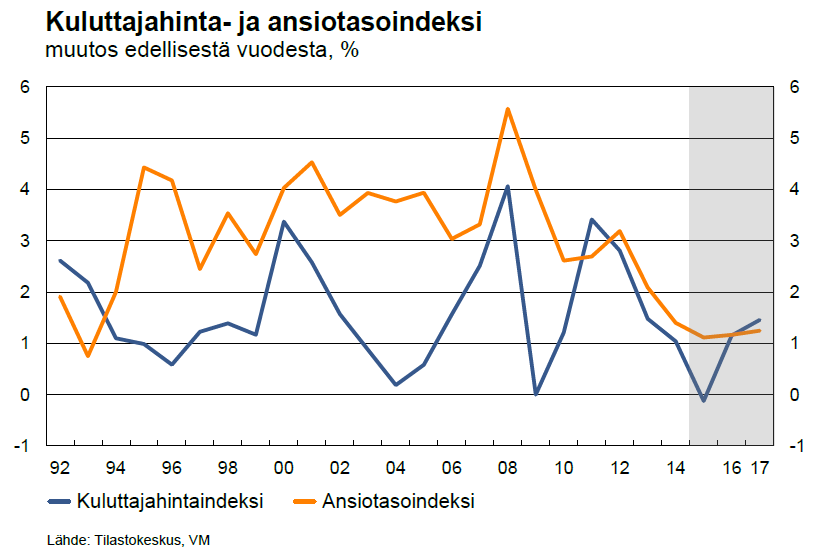 Kuluttajahinta- ja ansiotasoindeksi
muutos edellisestä vuodesta, %
6 6
5 5
4 4
3 3
2 2
1 1
0 0
-1 -1
92 94 96 98 00 02 04 06 08 10 12 14 16 17
Kuluttajahintaindeksi Ansiotasoindeksi
Lähde: Tilastokeskus, VM